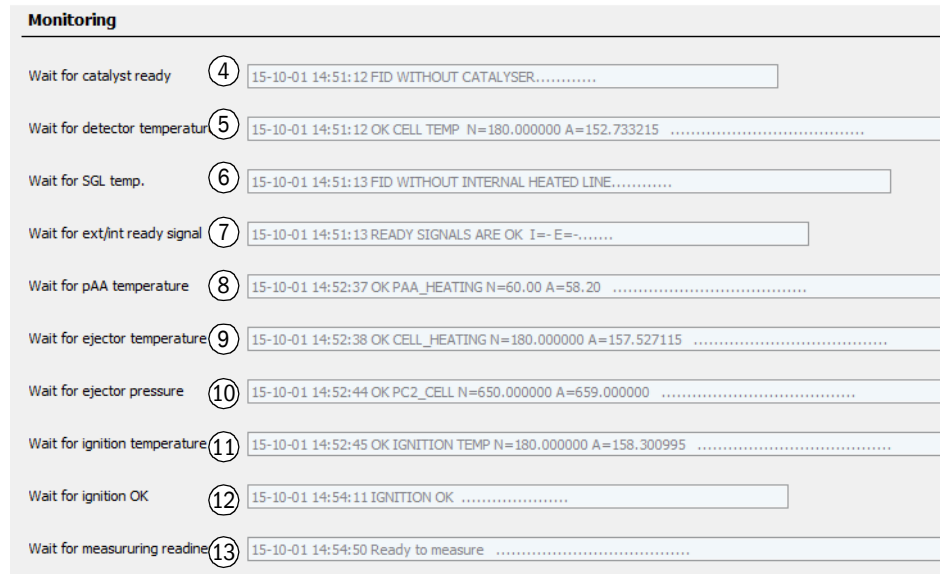 Monitoring
Wait for catalyst ready 4 15-10-01 14:51:12 FID WITHOUT CATALYSER............
Wait for detector temperatur 5 15-10-01 14:51:12 OK CELL TEMP N=180.000000 A=152.733215 .......................................
Wait for SGL temp. 6 15-10-01 14:51:13 FID WITHOUT INTERNAL HEATED LINE............
Wait for ext/int ready signal 7 15-10-01 14:51:13 READY SIGNALS ARE OK I=- E=-.......
Wait for pAA temperature 8 15-10-01 14:52:37 OK PAA_HEATING N=60.00 A=58.20 .......................................
Wait for ejector temperature 9 15-10-01 14:52:38 OK CELL_HEATING N=180.000000 A=157.527115 .......................................
Wait for ejector pressure 10 15-10-01 14:52:44 OK PC2_CELL N=650.000000 A=659.000000 .......................................
Wait for ignition temperature 11 15-10-01 14:52:45 OK IGNITION TEMP N=180.000000 A=158.300995 .......................................
Wait for ignition OK 12 15-10-01 14:54:11 IGNITION OK .....................
Wait for measururing readine 13 15-10-01 14:54:50 Ready to measure .......................................